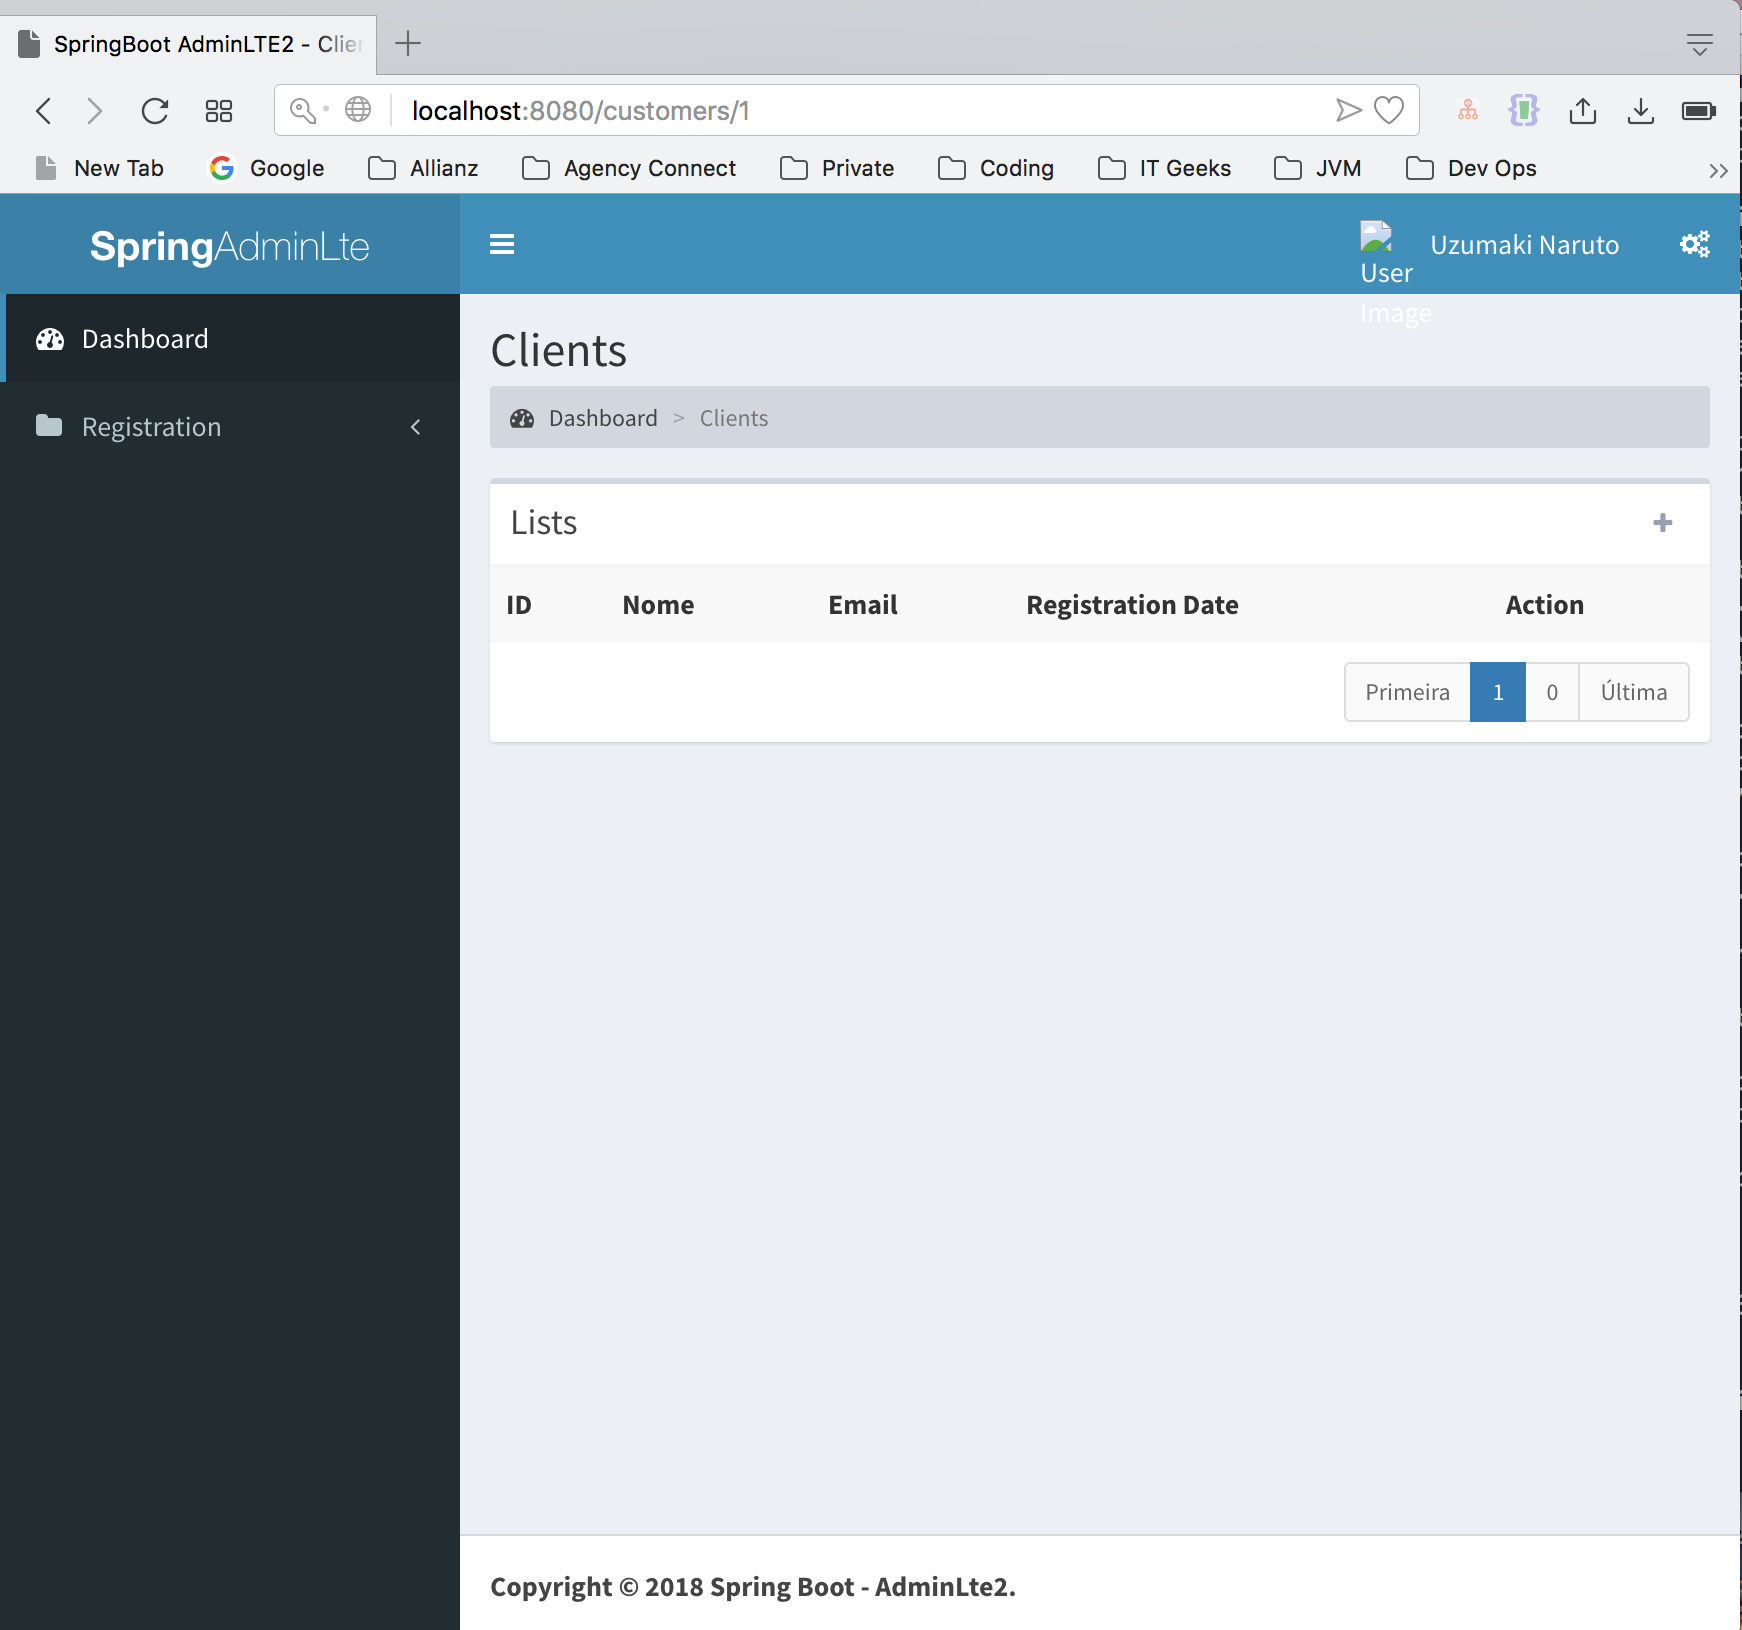 SpringBoot AdminLTE2 - Clien
localhost:8080/customers/1
New Tab Google Allianz Agency Connect Private Coding IT Geeks JVM Dev Ops
SpringAdminLte
User Image
Uzumaki Naruto
Dashboard
Registration
Clients
Dashboard > Clients
Lists
ID Nome Email Registration Date Action
Primeira 1 0 Última
Copyright © 2018 Spring Boot - AdminLte2.